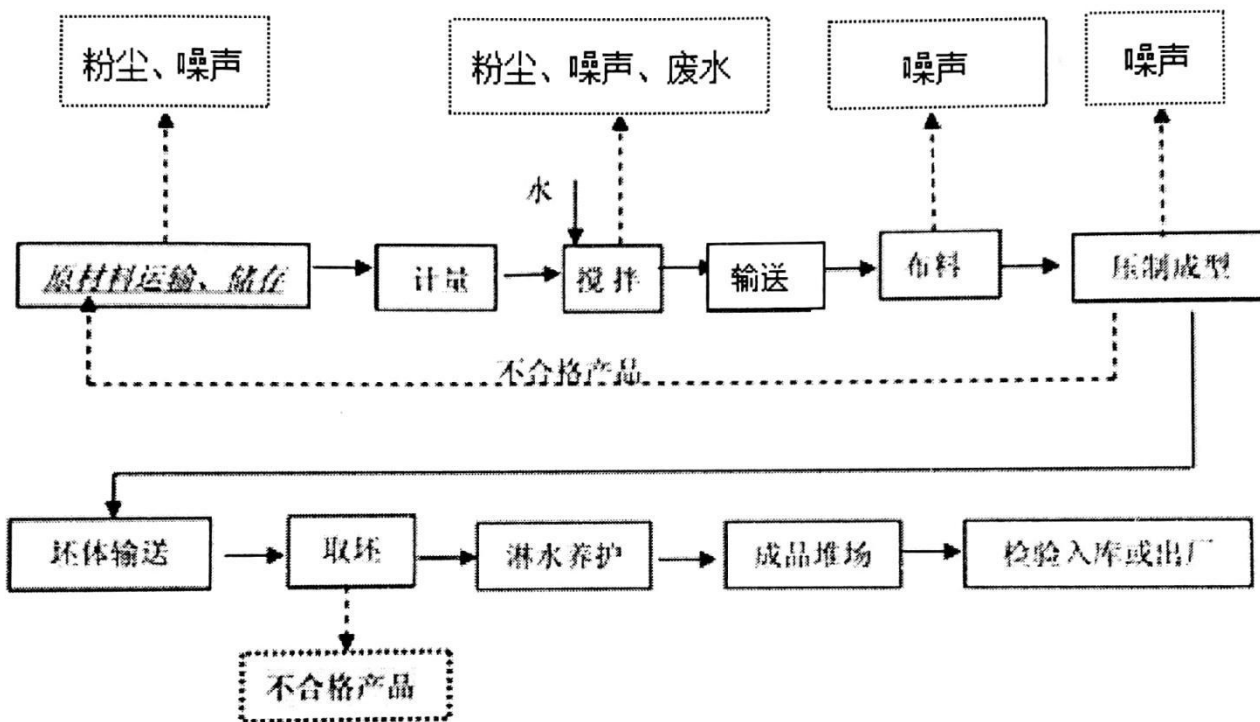 粉尘、噪声
粉尘、噪声、废水
噪声
噪声
水
原材料运输、储存
计量
搅拌
输送
布料
压制成型
不合格产品
坯体输送
取坯
淋水养护
成品堆场
检验入库或出厂
不合格产品